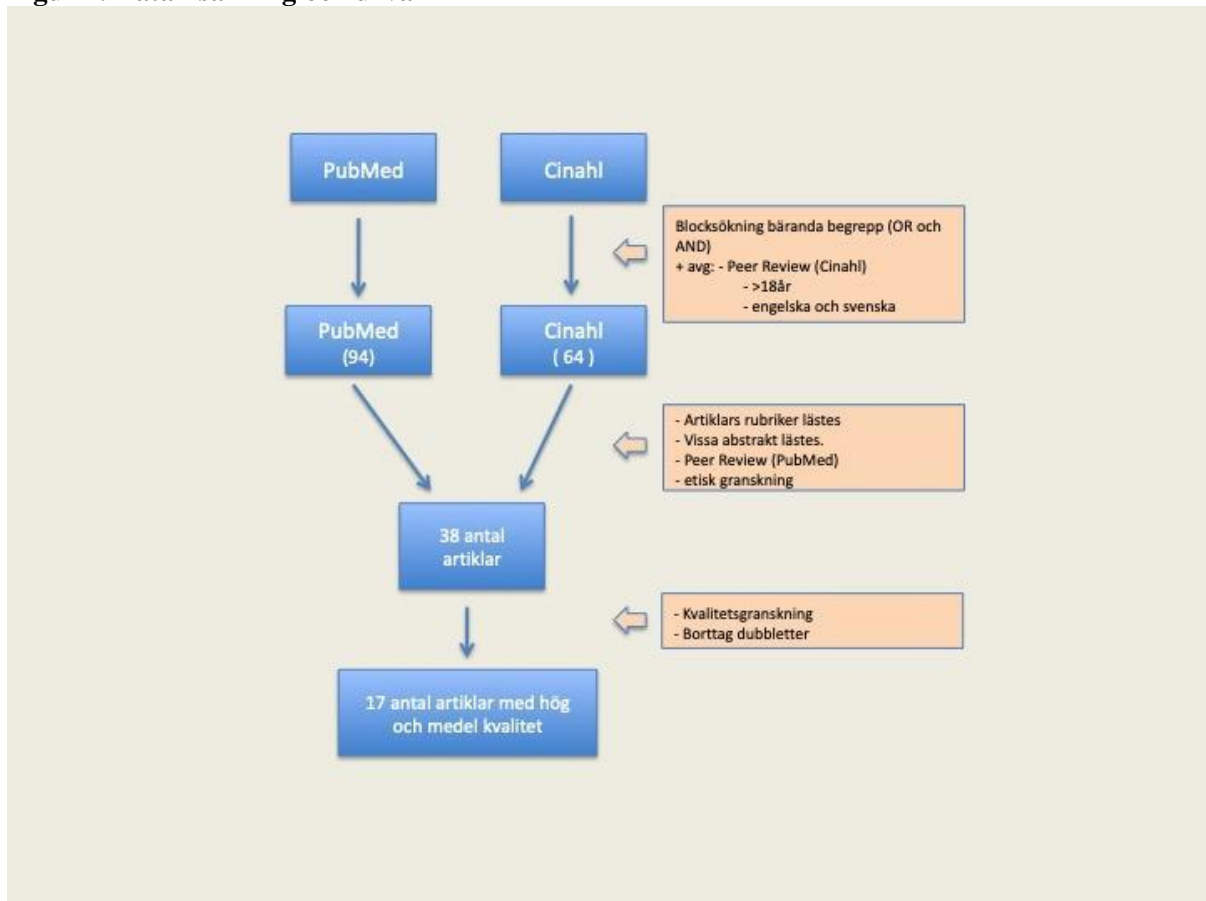 PubMed
Cinahl
Blocksökning bäranda begrepp (OR och
AND)
+ avg: - Peer Review (Cinahl)
- >18år
- engelska och svenska
PubMed
(94)
Cinahl
( 64 )
- Artiklars rubriker lästes
- Vissa abstrakt lästes.
- Peer Review (PubMed)
- etisk granskning
38 antal
artiklar
- Kvalitetsgranskning
- Borttag dubbletter
17 antal artiklar med hög
och medel kvalitet